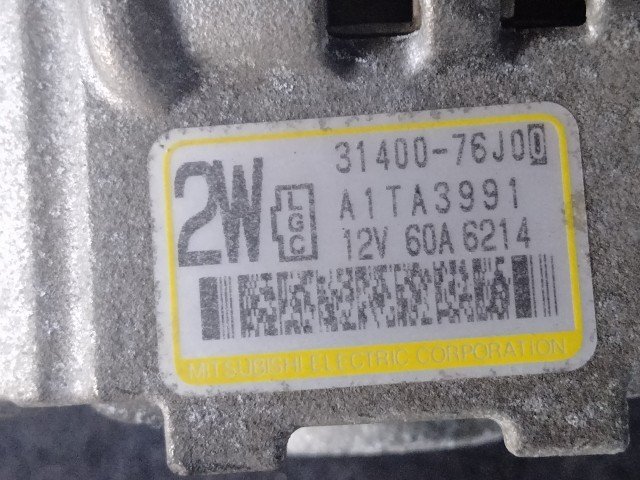 31400-76J00
2W
LGC
A1TA3991
12V 60A 6214
MITSUBISHI ELECTRIC CORPORATION